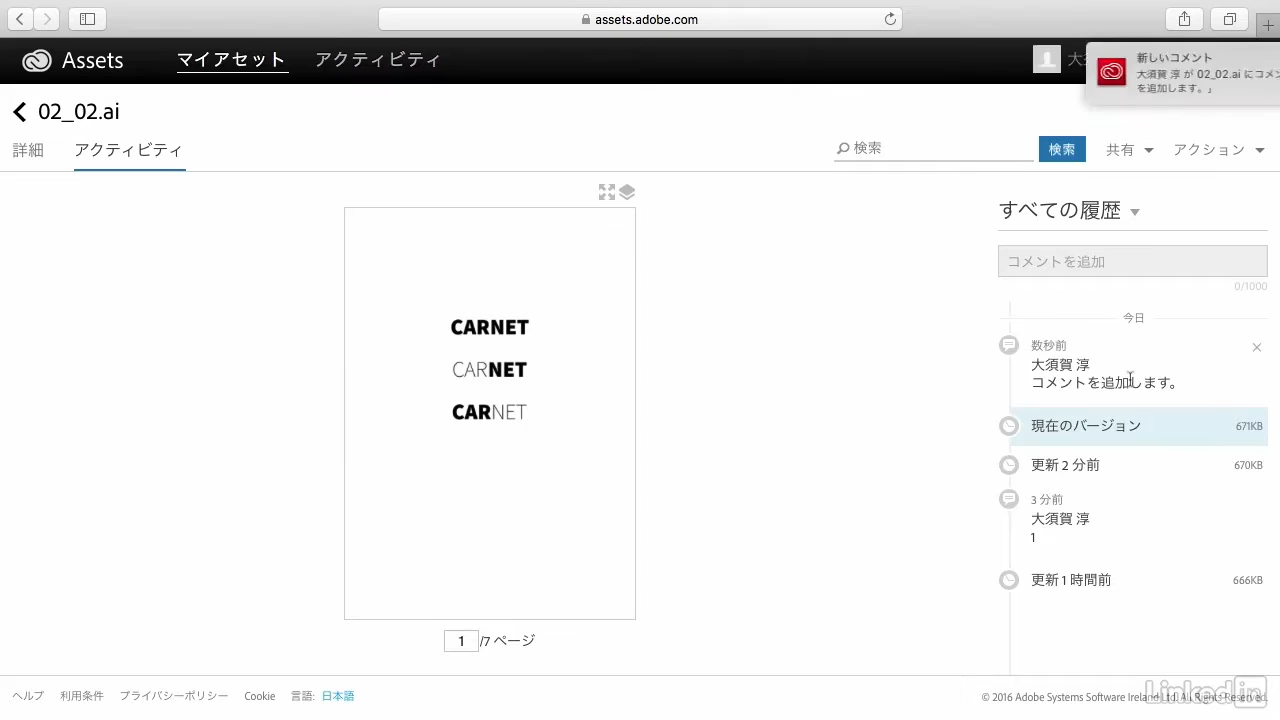 assets.adobe.com
Assets
マイアセット
アクティビティ
新しいコメント
大須賀 淳 が 02_02.ai にコメン
を追加します。」
02_02.ai
詳細
アクティビティ
検索
検索
共有
アクション
すべての履歴
コメントを追加
0/1000
今日
数秒前
大須賀 淳
コメントを追加します。
現在のバージョン 671KB
更新 2 分前 670KB
3 分前
大須賀 淳
1
更新 1 時間前 666KB
CARNET
CARNET
CARNET
1 /7 ページ
ヘルプ 利用条件 プライバシーポリシー Cookie 言語: 日本語
© 2016 Adobe Systems Software Ireland Ltd. All Rights Reserved.
Linked in